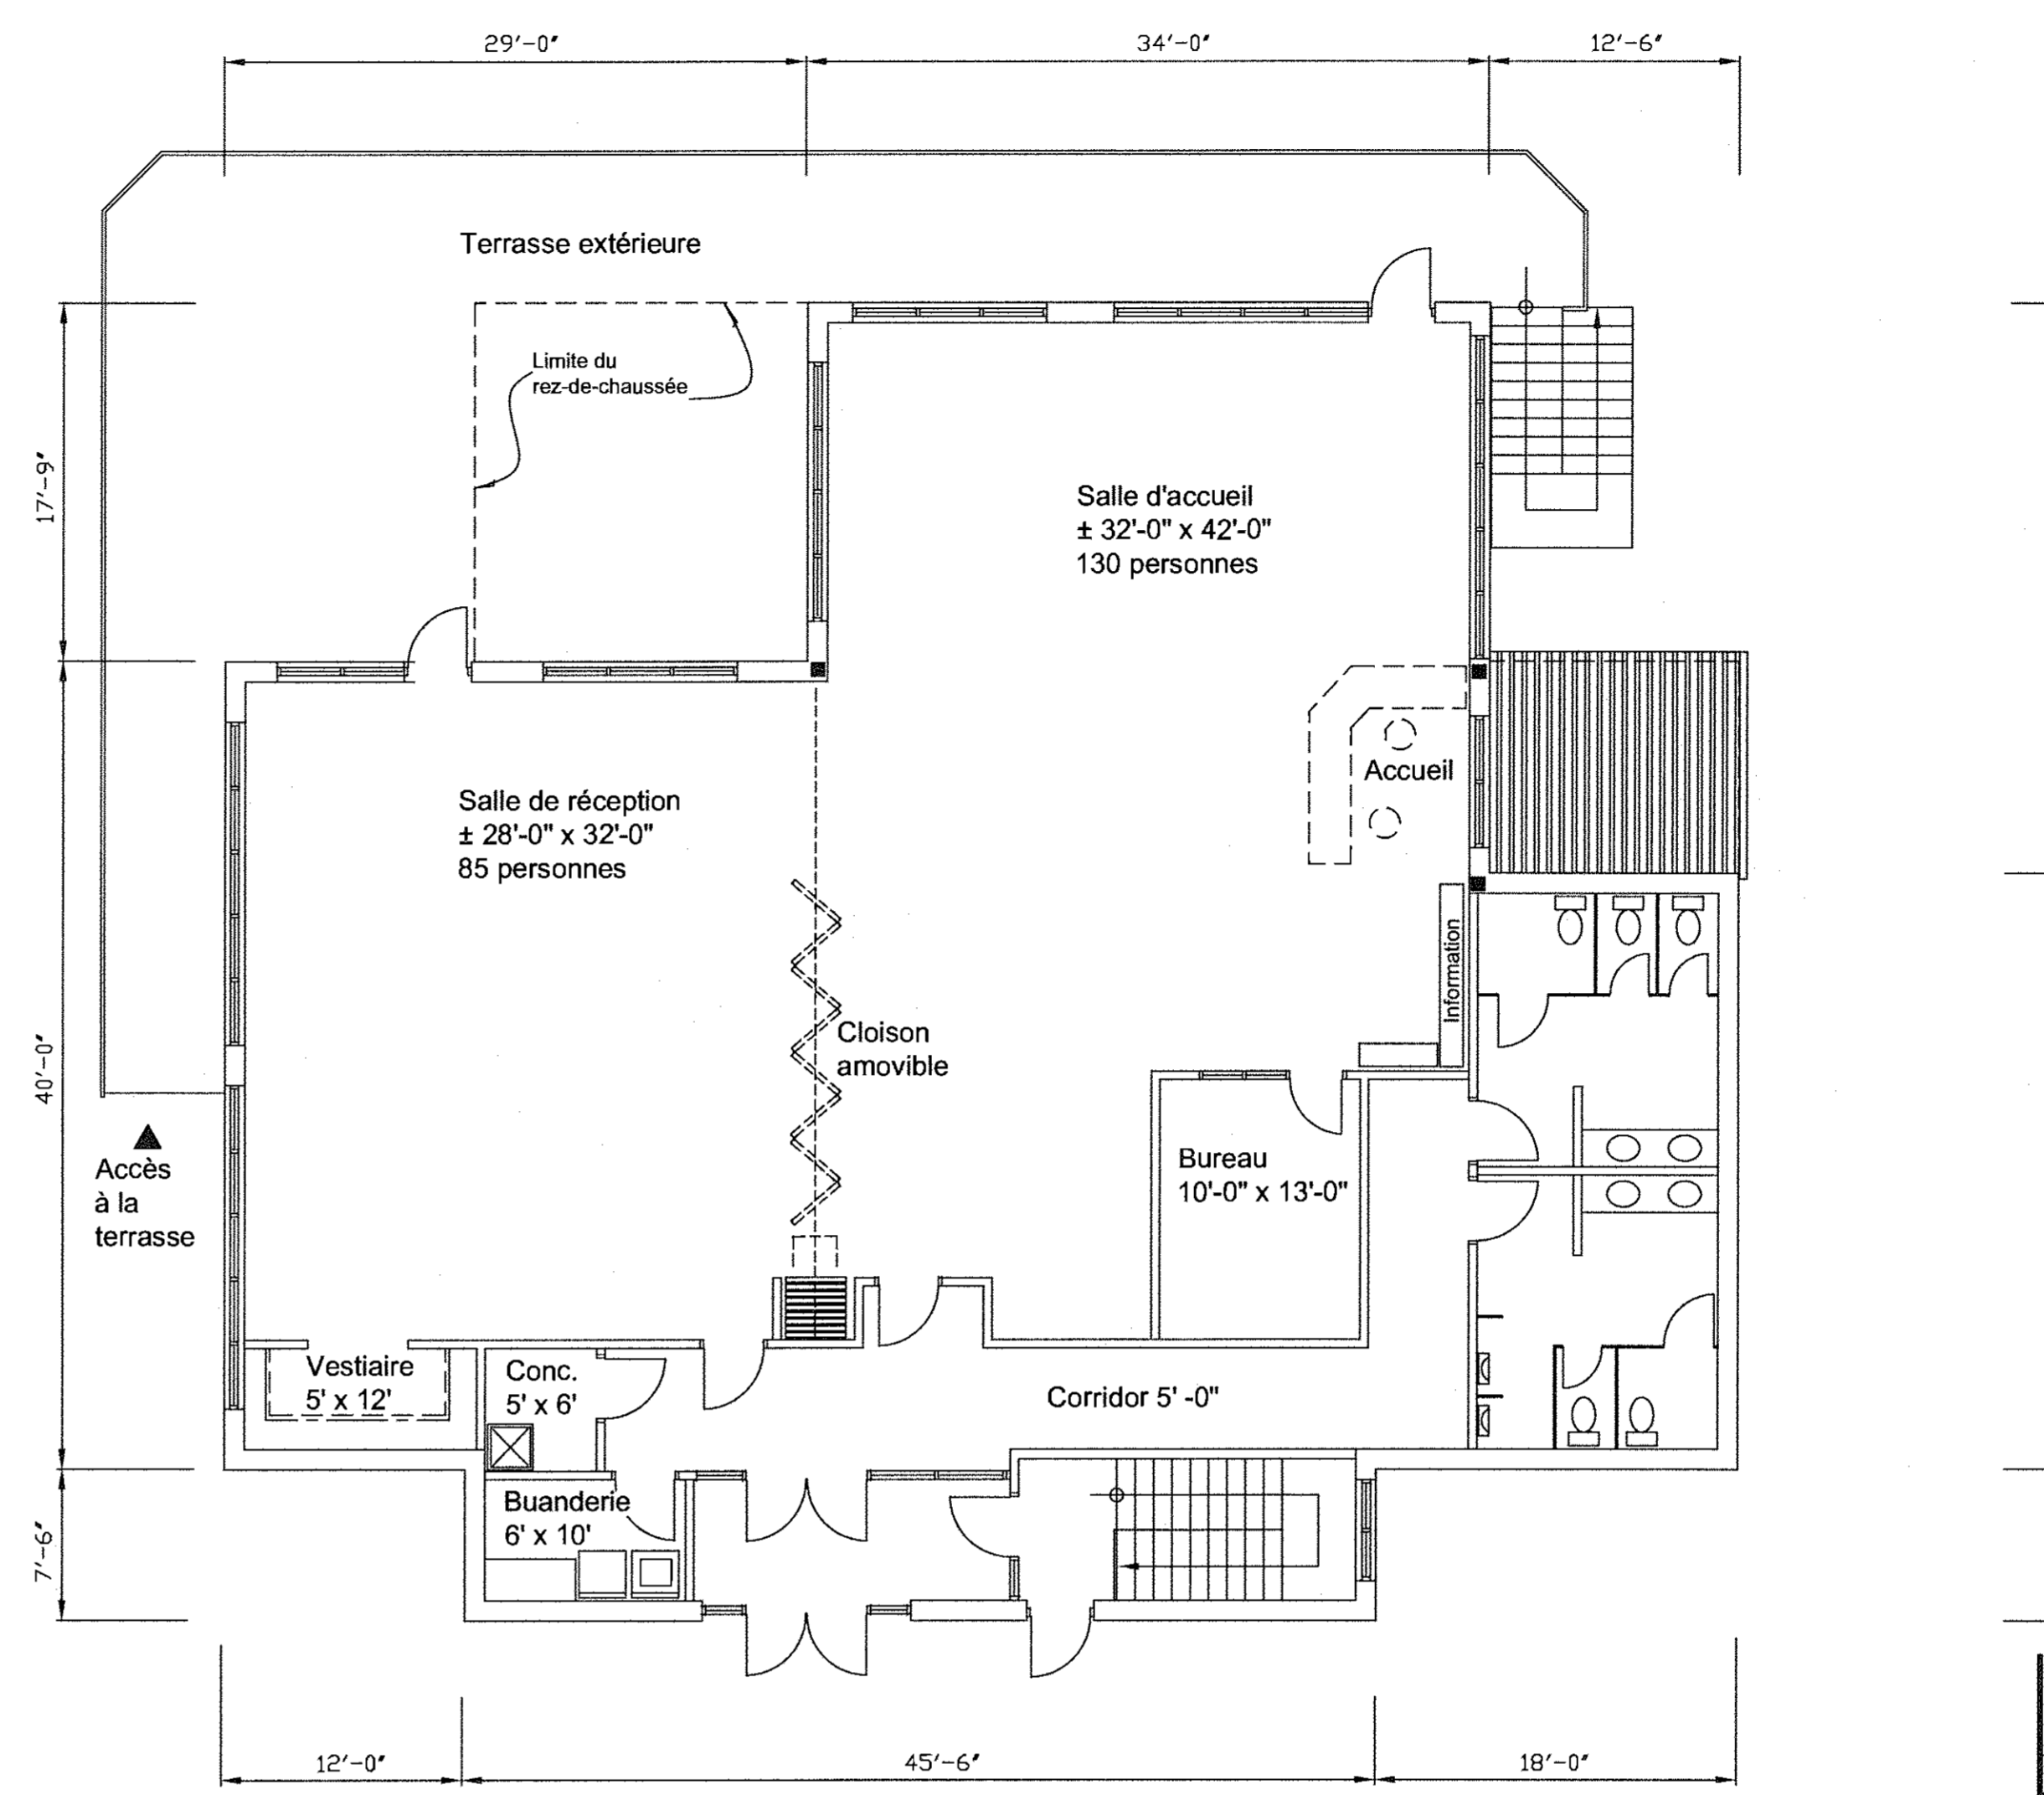 29'-0"
34'-0"
12'-6"
Terrasse extérieure
Limite du
rez-de-chaussée
17'-9"
Salle d'accueil
± 32'-0" x 42'-0"
130 personnes
Accueil
Salle de réception
± 28'-0" x 32'-0"
85 personnes
Information
Cloison
amovible
40'-0"
Accès
à la
terrasse
Bureau
10'-0" x 13'-0"
Vestiaire
5' x 12'
Conc.
5' x 6'
Corridor 5' -0"
Buanderie
6' x 10'
7'-6"
12'-0"
45'-6"
18'-0"